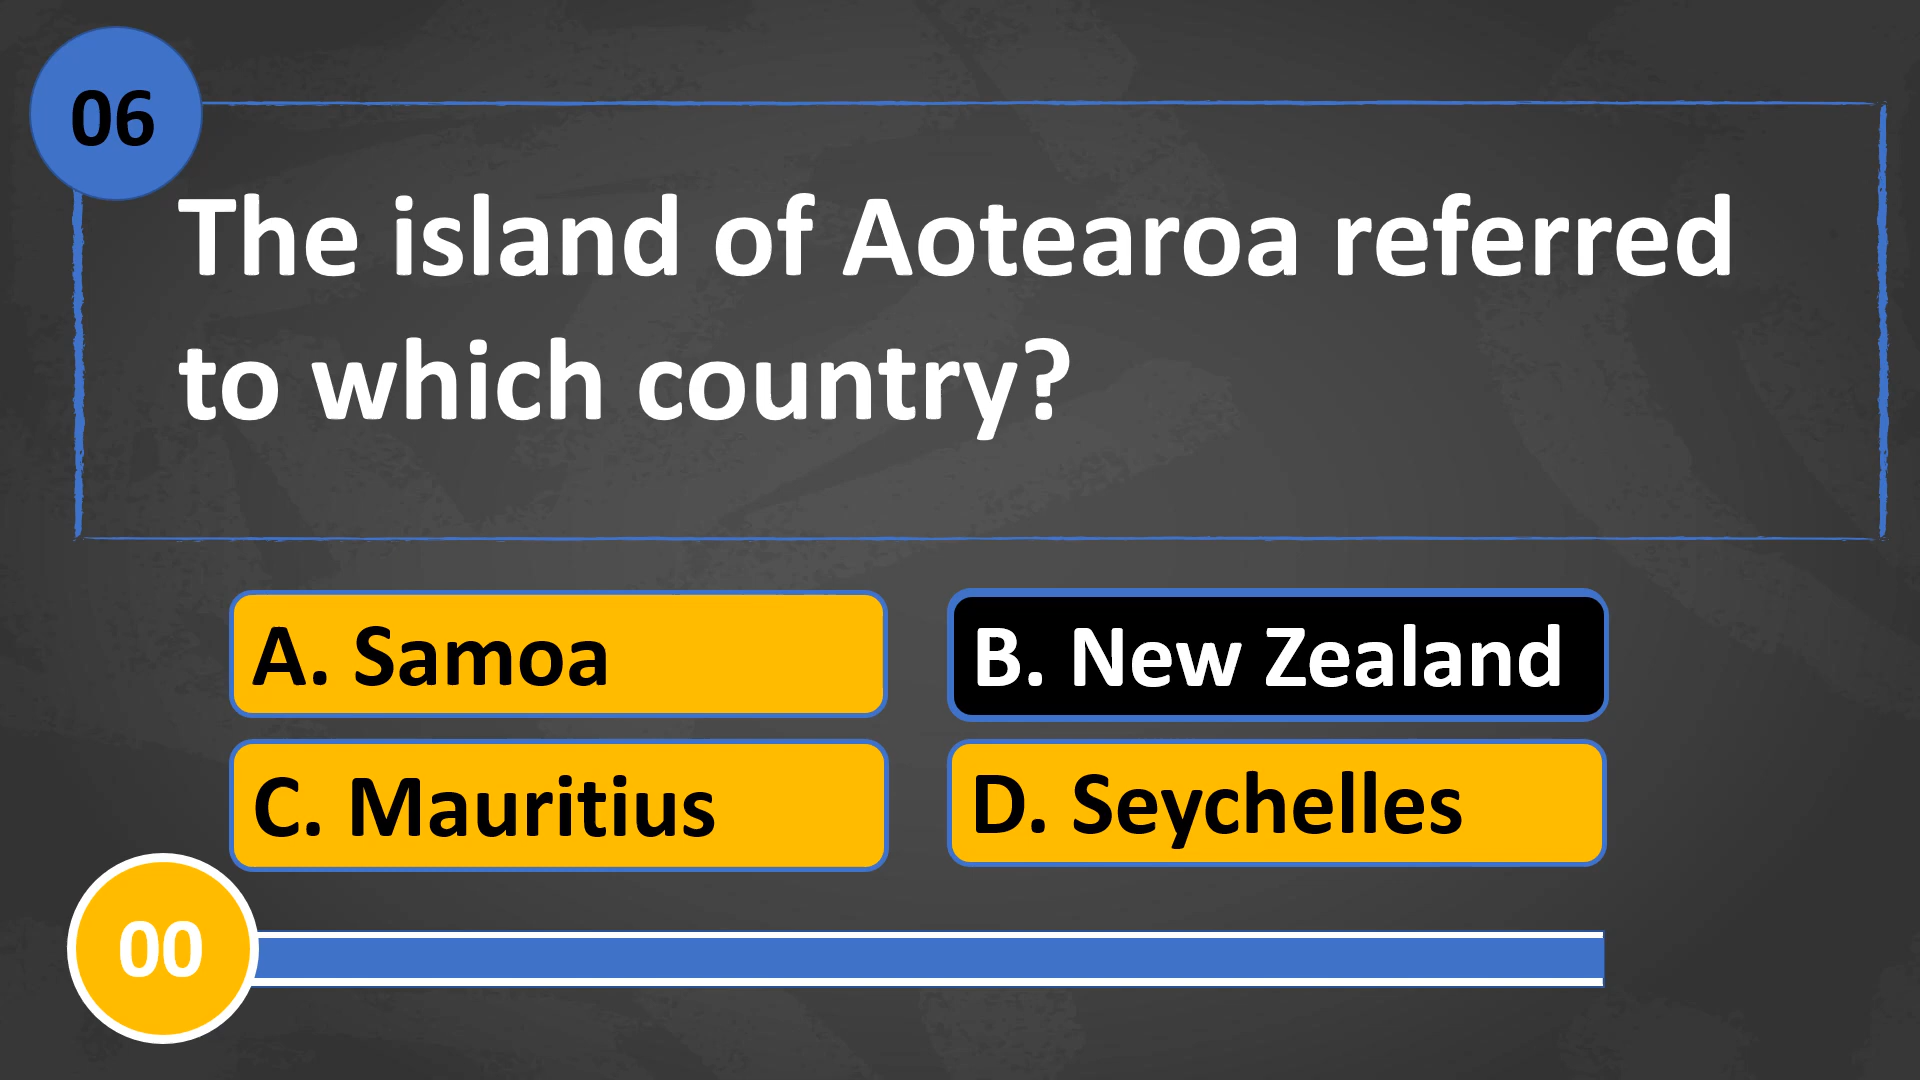 06
The island of Aotearoa referred
to which country?
A. Samoa
B. New Zealand
C. Mauritius
D. Seychelles
00